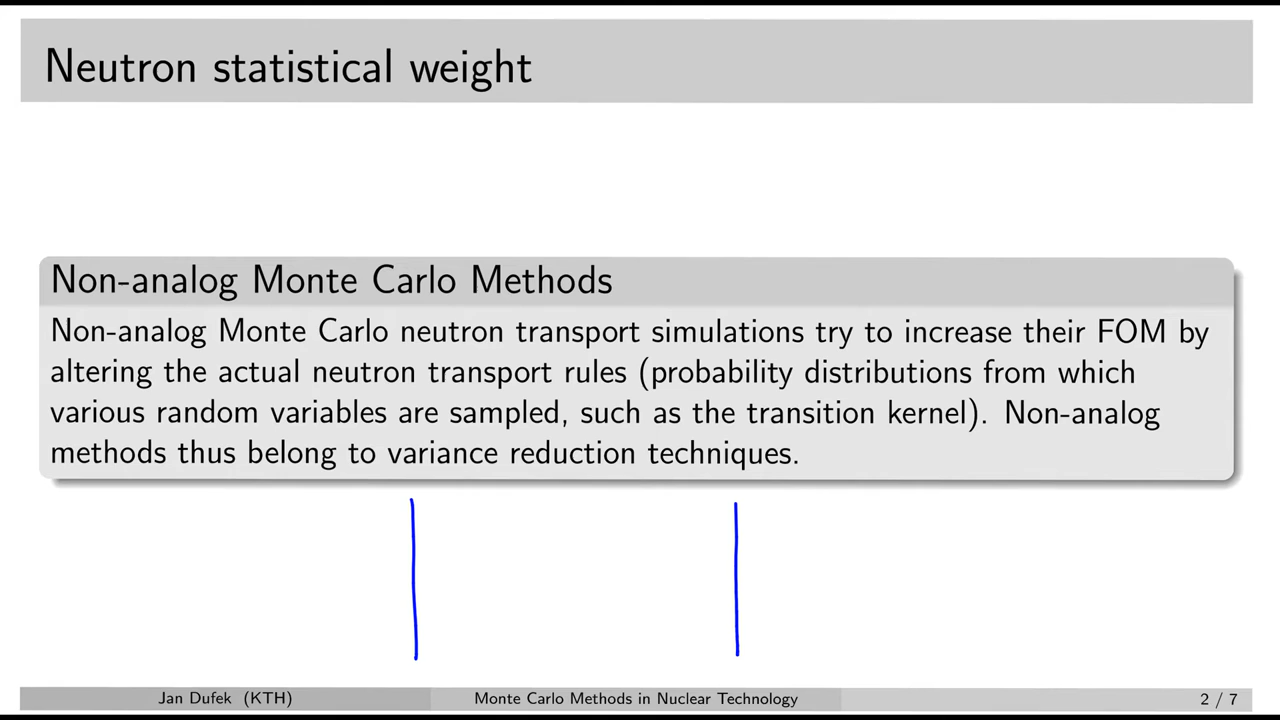 Neutron statistical weight
Non-analog Monte Carlo Methods
Non-analog Monte Carlo neutron transport simulations try to increase their FOM by
altering the actual neutron transport rules (probability distributions from which
various random variables are sampled, such as the transition kernel). Non-analog
methods thus belong to variance reduction techniques.
Jan Dufek (KTH)
Monte Carlo Methods in Nuclear Technology
2 / 7